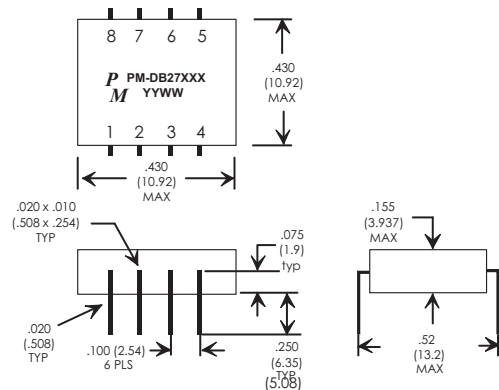 8 7 6 5
P PM-DB27XXX
M YYWW
1 2 3 4
.430
(10.92)
MAX
.430
(10.92)
MAX
.020 x .010
(.508 x .254)
TYP
.075
(1.9)
typ
.020
(.508)
TYP
.100 (2.54)
6 PLS
.250
(6.35)
TYP
(5.08)
.155
(3.937)
MAX
.52
(13.2)
MAX